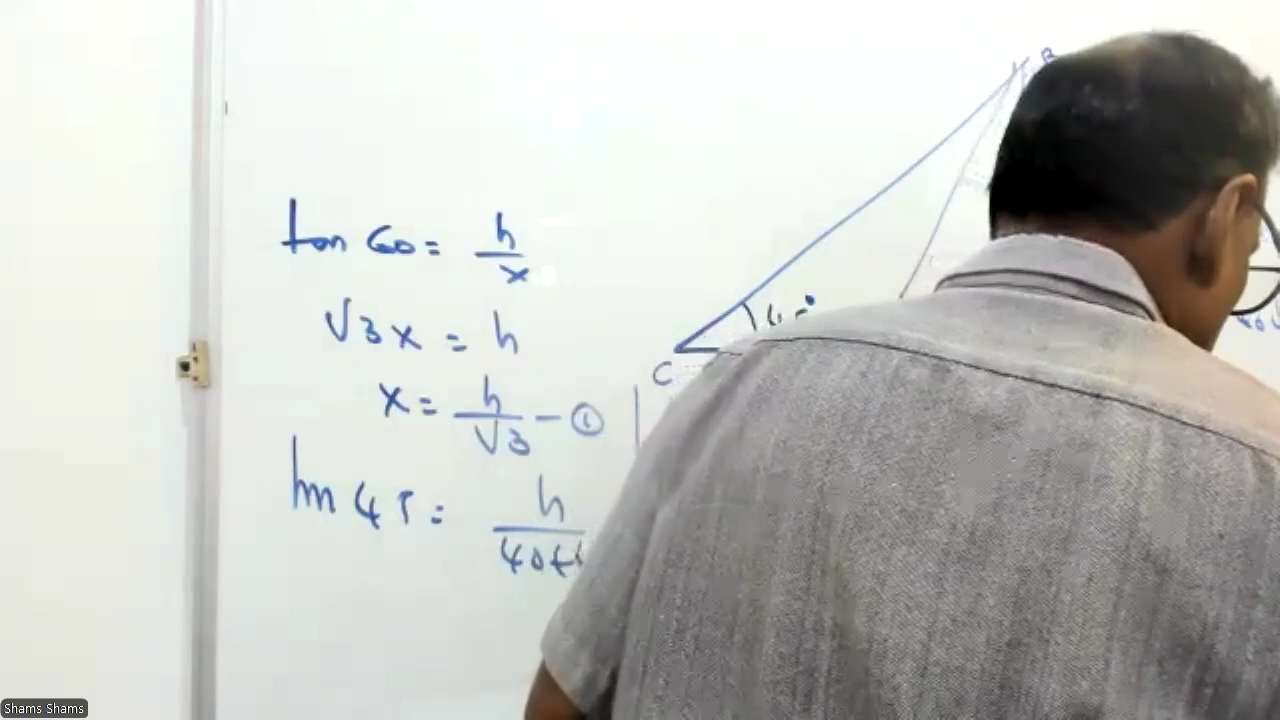 tan 60 = h/x
√3 x = h
x = h/√3 - ①
tan 45 = h/40+
B
C
Shams Shams